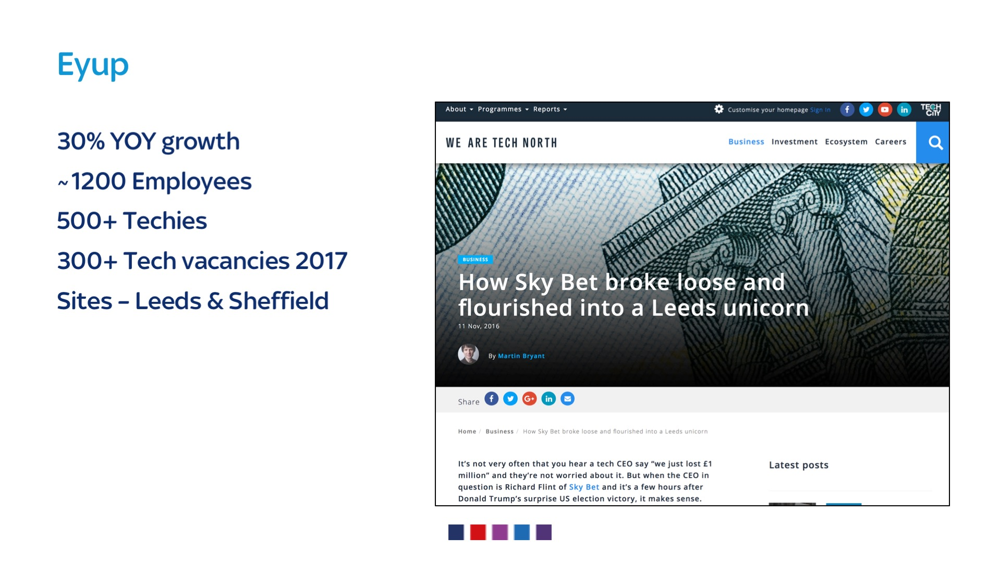 Eyup
30% YOY growth
~1200 Employees
500+ Techies
300+ Tech vacancies 2017
Sites – Leeds & Sheffield
About Programmes Reports
Customise your homepage Sign In
TECH
CITY
WE ARE TECH NORTH
Business Investment Ecosystem Careers
BUSINESS
How Sky Bet broke loose and
flourished into a Leeds unicorn
11 Nov, 2016
By Martin Bryant
Share
Home / Business / How Sky Bet broke loose and flourished into a Leeds unicorn
It’s not very often that you hear a tech CEO say “we just lost £1
million” and they’re not worried about it. But when the CEO in
question is Richard Flint of Sky Bet and it’s a few hours after
Donald Trump’s surprise US election victory, it makes sense.
Latest posts